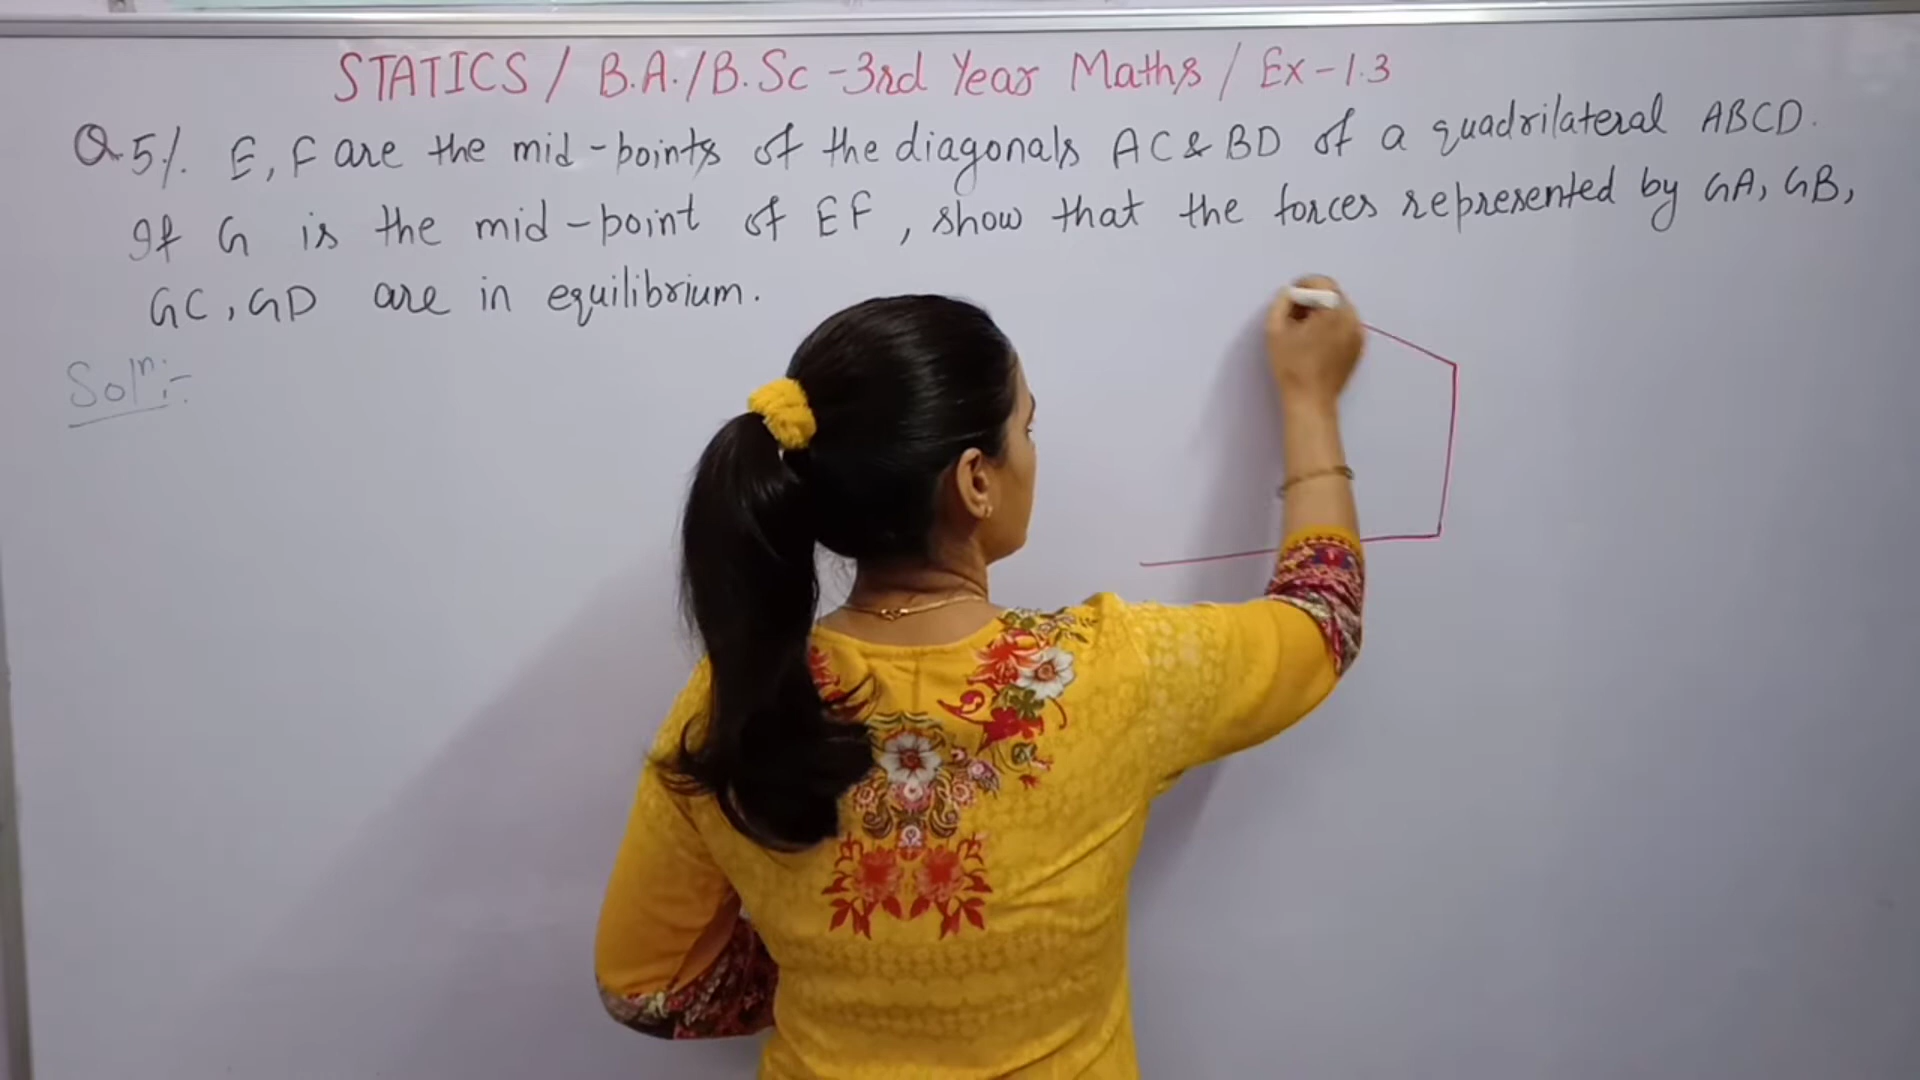 STATICS / B.A./B.Sc -3rd Year Maths / Ex-1.3
Q.5/. E, F are the mid-points of the diagonals AC & BD of a quadrilateral ABCD.
If G is the mid-point of EF, show that the forces represented by GA, GB,
GC, GD are in equilibrium.
Solⁿ:-